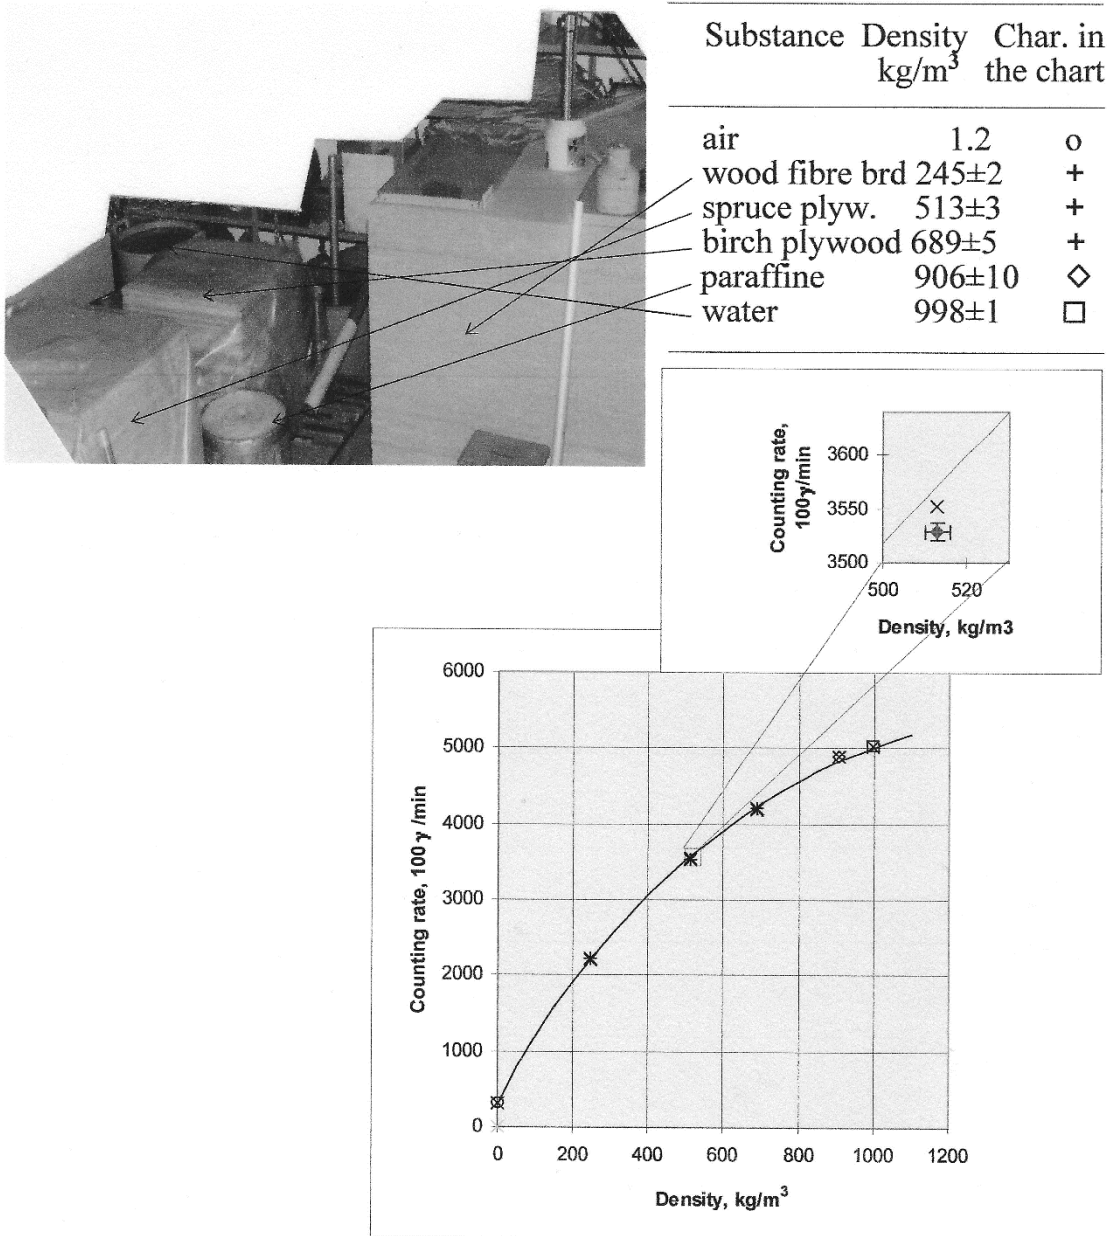 Substance Density Char. in
kg/m³ the chart
air 1.2 o
wood fibre brd 245±2 +
spruce plyw. 513±3 +
birch plywood 689±5 +
paraffine 906±10 ◇
water 998±1 □
Counting rate,
100γ/min
3600
3550
3500
500 520
Density, kg/m3
Counting rate, 100 γ /min
6000
5000
4000
3000
2000
1000
0
0 200 400 600 800 1000 1200
Density, kg/m³